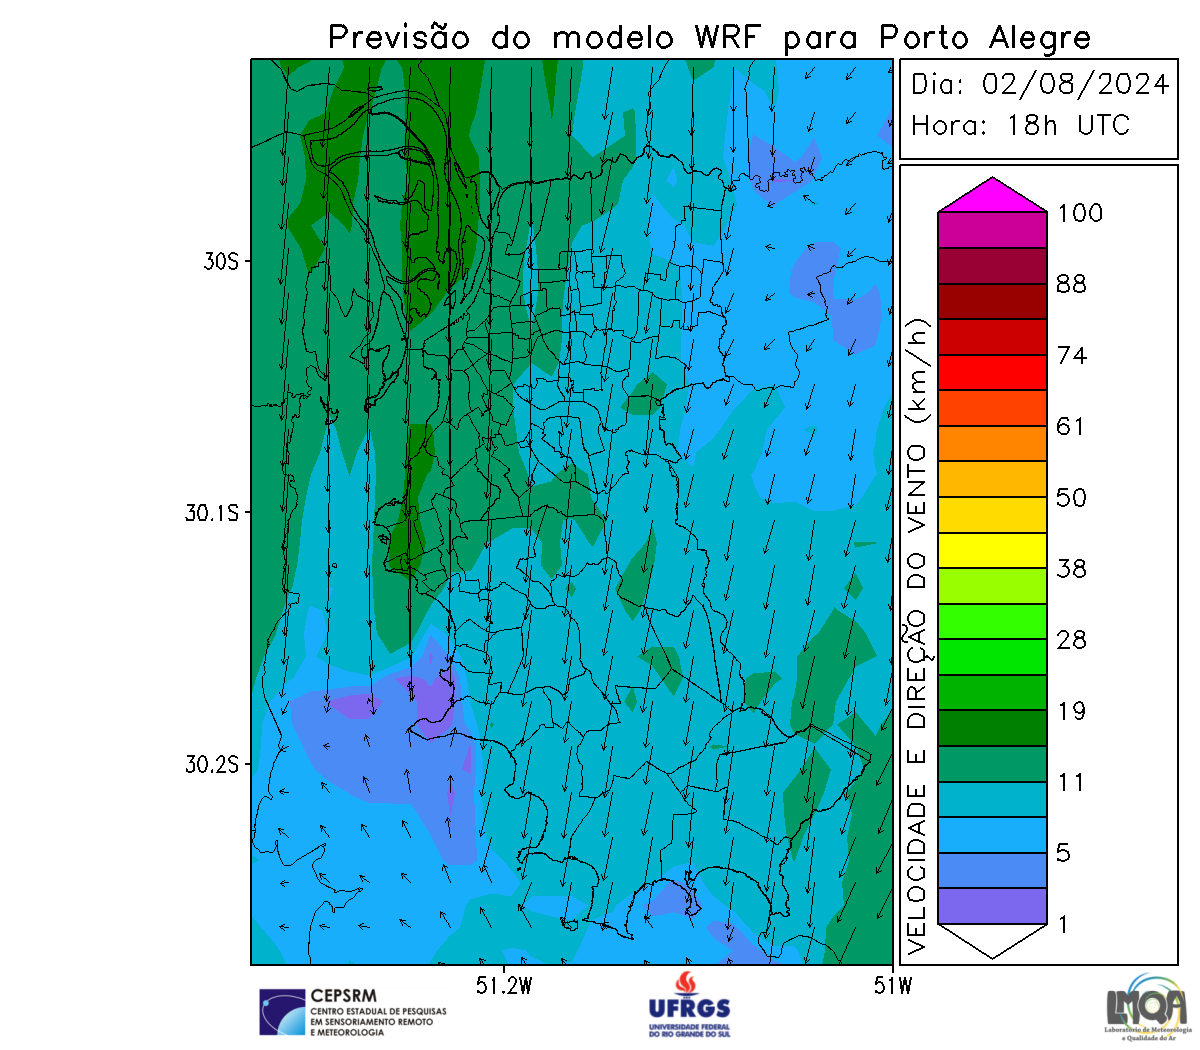 Previsão do modelo WRF para Porto Alegre
Dia: 02/08/2024
Hora: 18h UTC
30S
30.1S
30.2S
51.2W
51W
VELOCIDADE E DIREÇÃO DO VENTO (km/h)
100
88
74
61
50
38
28
19
11
5
1
CEPSRM
CENTRO ESTADUAL DE PESQUISAS
EM SENSORIAMENTO REMOTO
E METEOROLOGIA
UFRGS
UNIVERSIDADE FEDERAL
DO RIO GRANDE DO SUL
LMQA
Laboratório de Meteorologia
e Qualidade do Ar